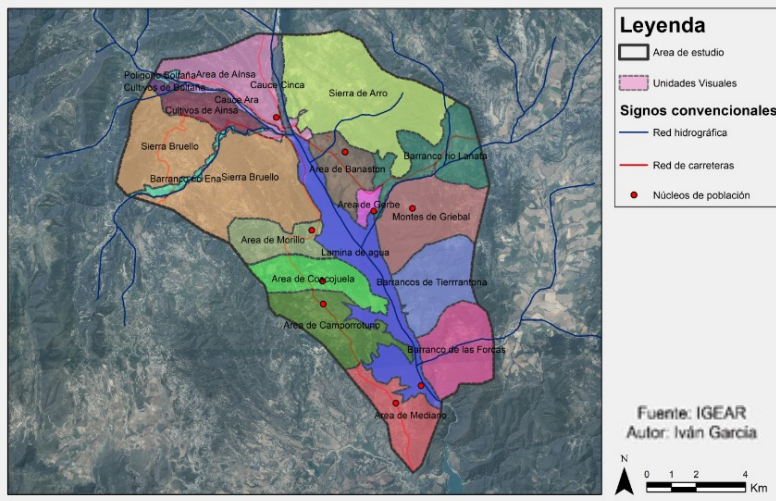 Leyenda
Area de estudio
Unidades Visuales
Signos convencionales
Red hidrográfica
Red de carreteras
Núcleos de población
Poligono Boltaña
Area de Ainsa
Cauce Cinca
Cultivos de Boltaña
Cauce Ara
Cultivos de Ainsa
Sierra de Arro
Sierra Bruello
Barranco rio Lanata
Area de Banaston
Barranco rio Ena
Sierra Bruello
Area de Gerbe
Montes de Griebal
Area de Morillo
Lamina de agua
Area de Coscojuela
Barrancos de Tierrrantona
Area de Camporrotuno
Barranco de las Forcas
Area de Mediano
Fuente: IGEAR
Autor: Iván García
N
0 1 2 4
Km